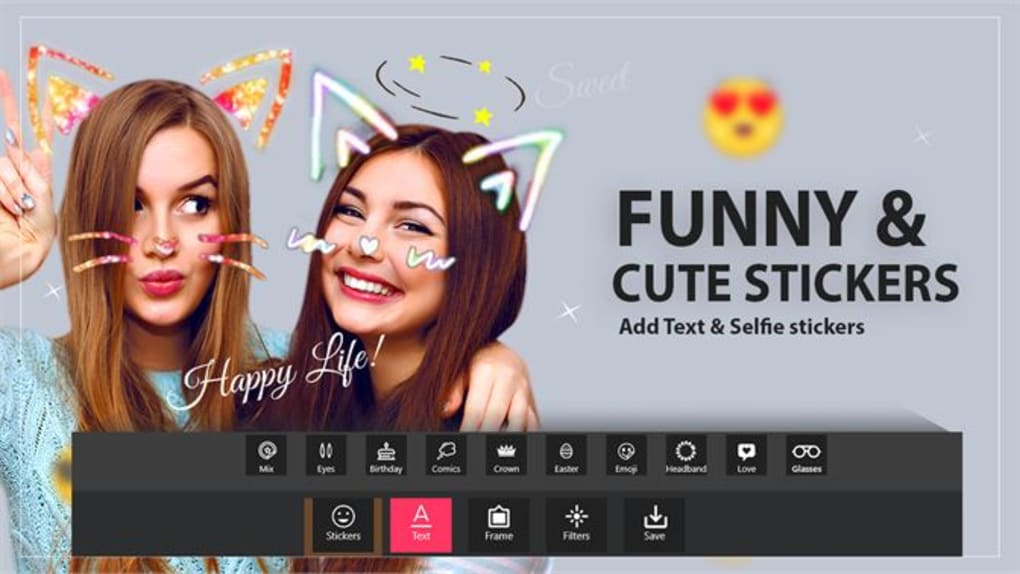 Sweet
FUNNY &
CUTE STICKERS
Add Text & Selfie stickers
Happy Life!
Mix
Eyes
Birthday
Comics
Crown
Easter
Emoji
Headband
Love
Glasses
Stickers
Text
Frame
Filters
Save